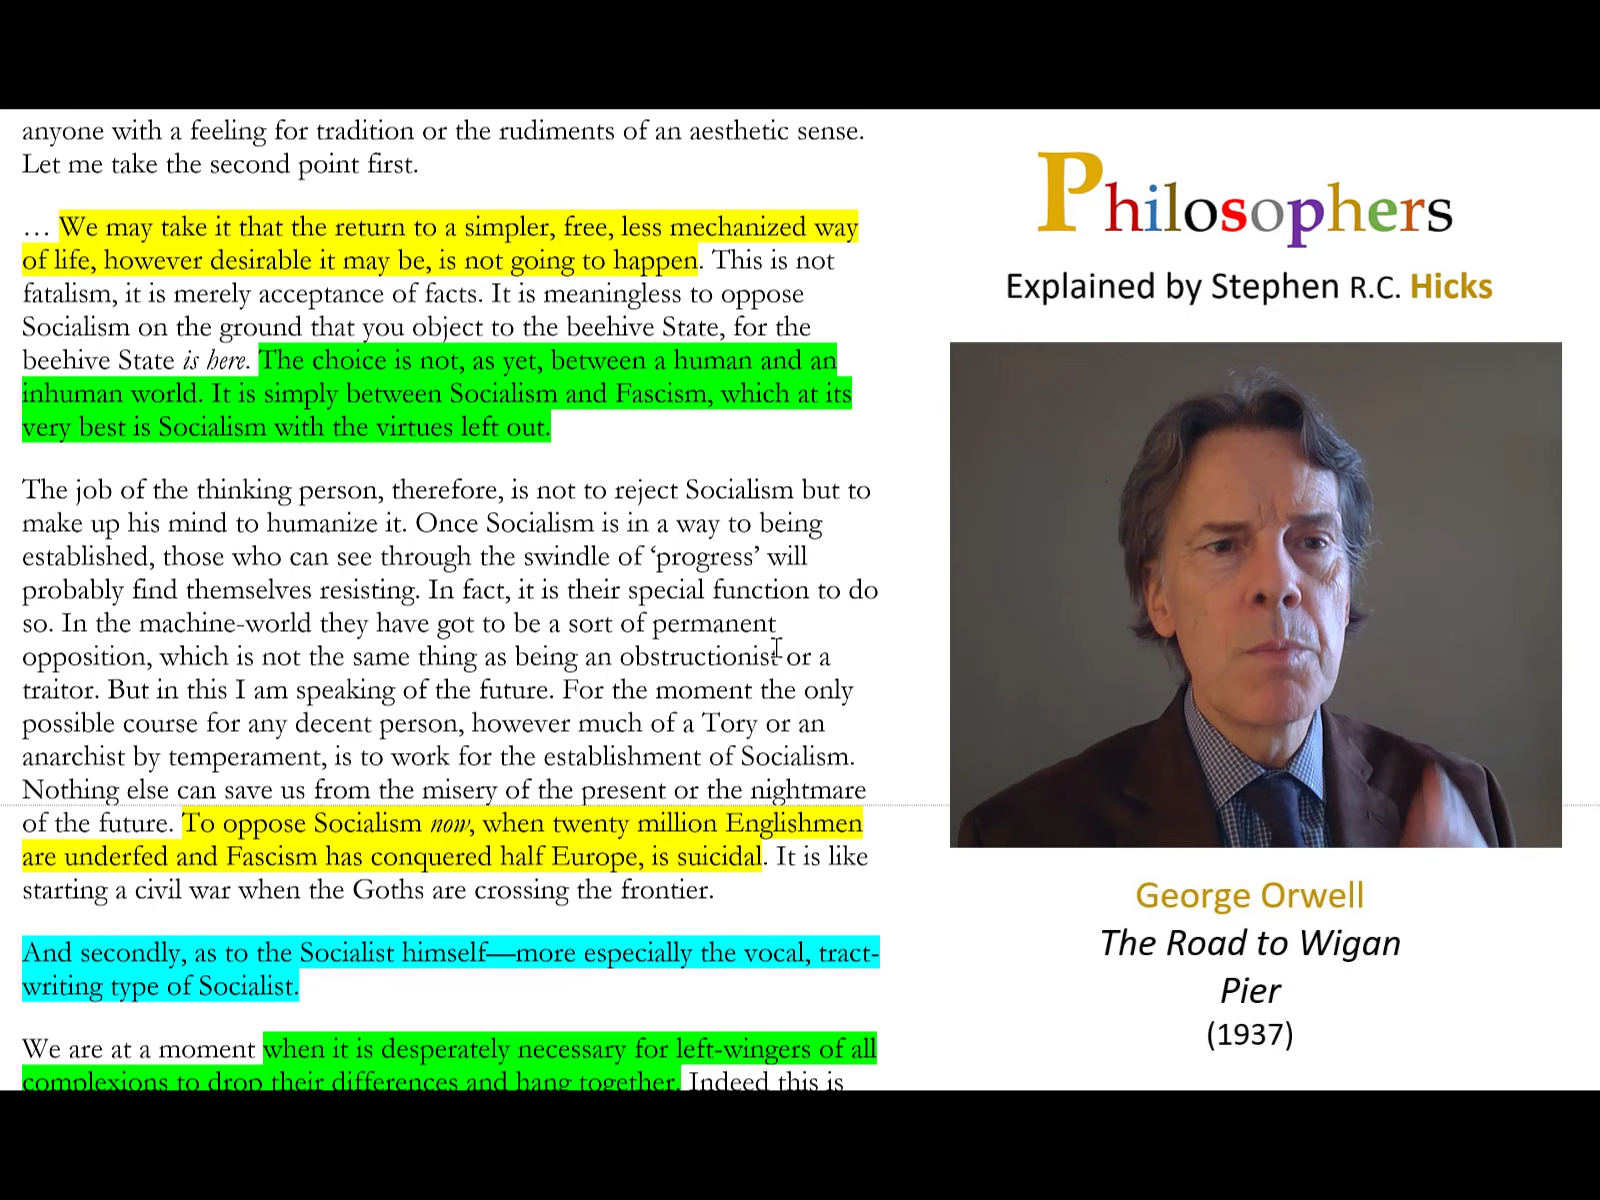 anyone with a feeling for tradition or the rudiments of an aesthetic sense.
Let me take the second point first.
… We may take it that the return to a simpler, free, less mechanized way
of life, however desirable it may be, is not going to happen. This is not
fatalism, it is merely acceptance of facts. It is meaningless to oppose
Socialism on the ground that you object to the beehive State, for the
beehive State is here. The choice is not, as yet, between a human and an
inhuman world. It is simply between Socialism and Fascism, which at its
very best is Socialism with the virtues left out.
The job of the thinking person, therefore, is not to reject Socialism but to
make up his mind to humanize it. Once Socialism is in a way to being
established, those who can see through the swindle of ‘progress’ will
probably find themselves resisting. In fact, it is their special function to do
so. In the machine-world they have got to be a sort of permanent
opposition, which is not the same thing as being an obstructionist or a
traitor. But in this I am speaking of the future. For the moment the only
possible course for any decent person, however much of a Tory or an
anarchist by temperament, is to work for the establishment of Socialism.
Nothing else can save us from the misery of the present or the nightmare
of the future. To oppose Socialism now, when twenty million Englishmen
are underfed and Fascism has conquered half Europe, is suicidal. It is like
starting a civil war when the Goths are crossing the frontier.
And secondly, as to the Socialist himself—more especially the vocal, tract-
writing type of Socialist.
We are at a moment when it is desperately necessary for left-wingers of all
complexions to drop their differences and hang together. Indeed this is
Philosophers
Explained by Stephen R.C. Hicks
George Orwell
The Road to Wigan
Pier
(1937)